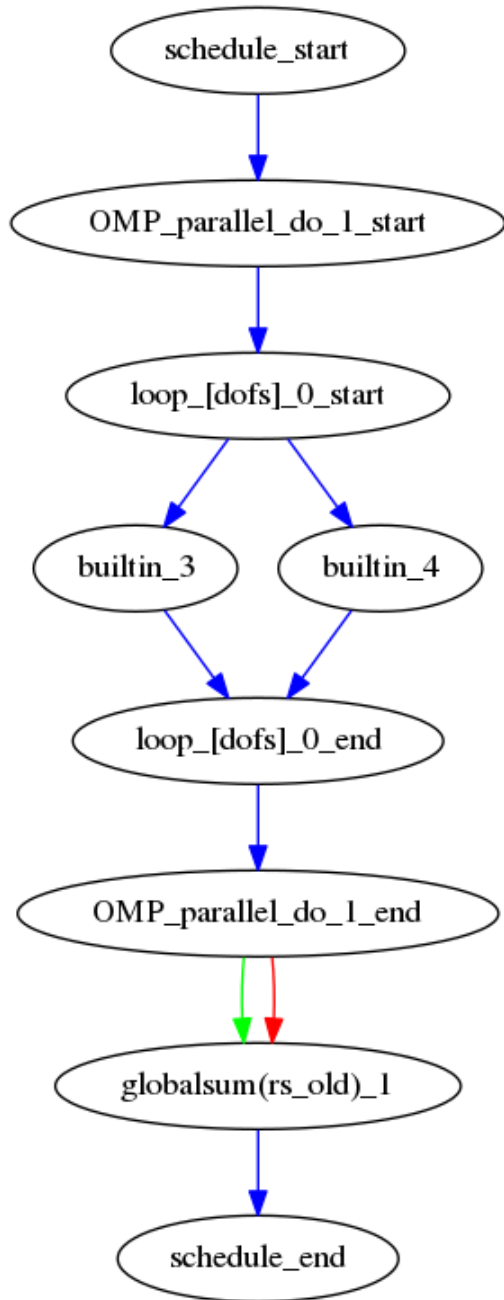 schedule_start
OMP_parallel_do_1_start
loop_[dofs]_0_start
builtin_3
builtin_4
loop_[dofs]_0_end
OMP_parallel_do_1_end
globalsum(rs_old)_1
schedule_end